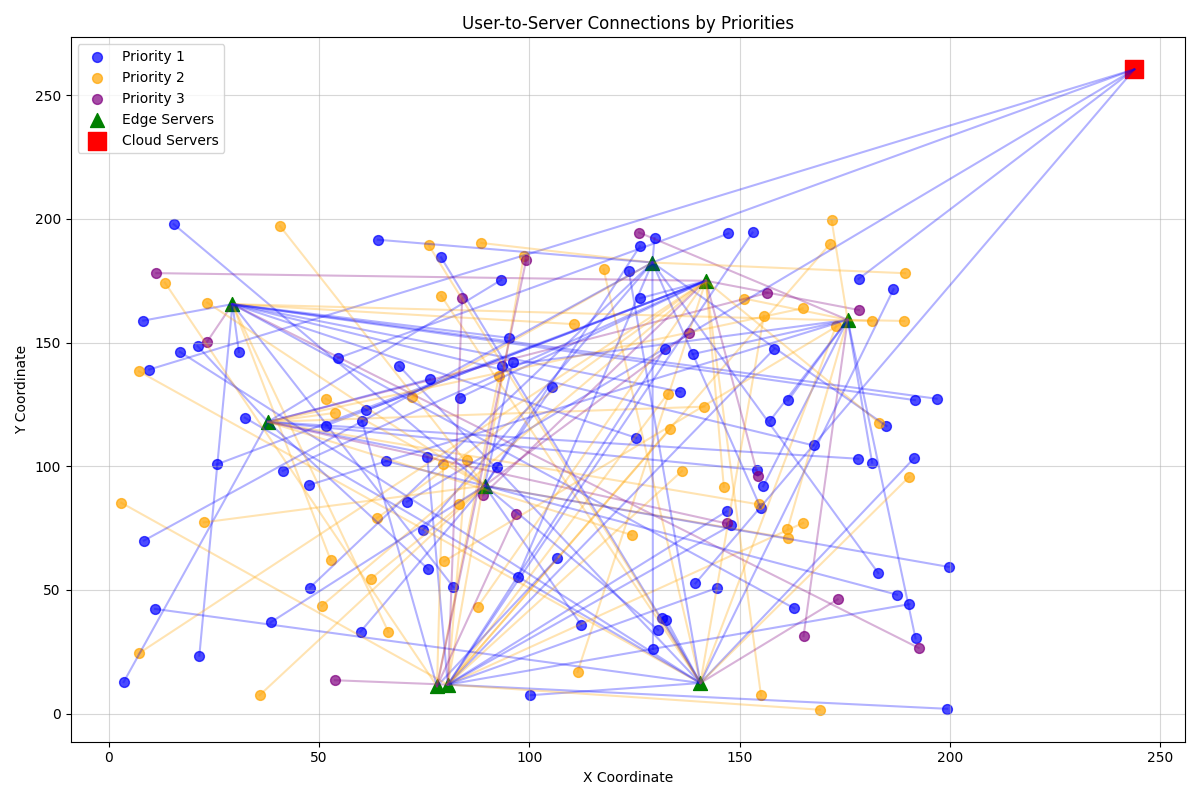 User-to-Server Connections by Priorities
Priority 1
Priority 2
Priority 3
Edge Servers
Cloud Servers
250
200
150
100
50
0
Y Coordinate
0 50 100 150 200 250
X Coordinate